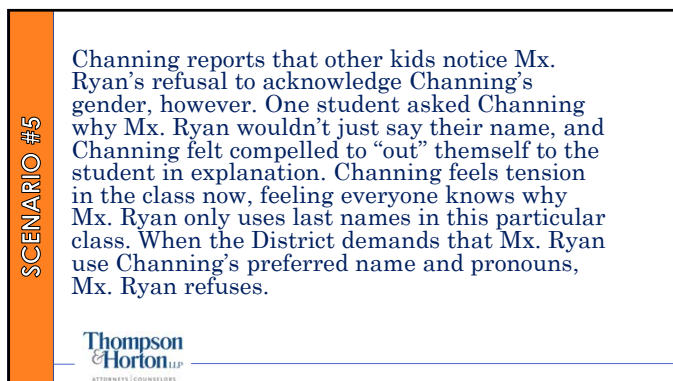 SCENARIO #5
Channing reports that other kids notice Mx.
Ryan’s refusal to acknowledge Channing’s
gender, however. One student asked Channing
why Mx. Ryan wouldn’t just say their name, and
Channing felt compelled to “out” themself to the
student in explanation. Channing feels tension
in the class now, feeling everyone knows why
Mx. Ryan only uses last names in this particular
class. When the District demands that Mx. Ryan
use Channing’s preferred name and pronouns,
Mx. Ryan refuses.
Thompson
& Horton LLP
ATTORNEYS | COUNSELORS